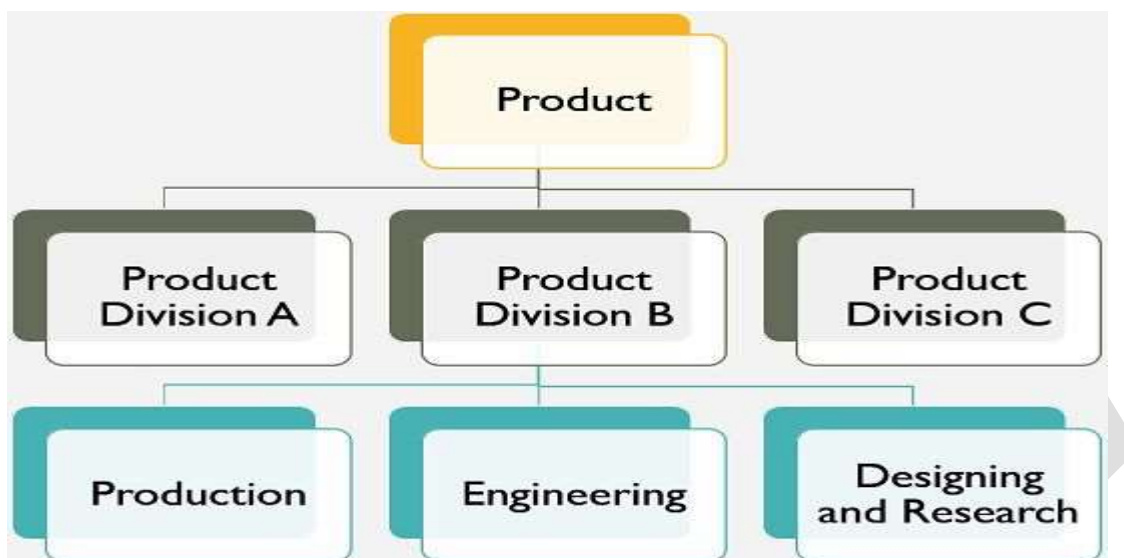 Product
Product
Division A
Product
Division B
Product
Division C
Production
Engineering
Designing
and Research